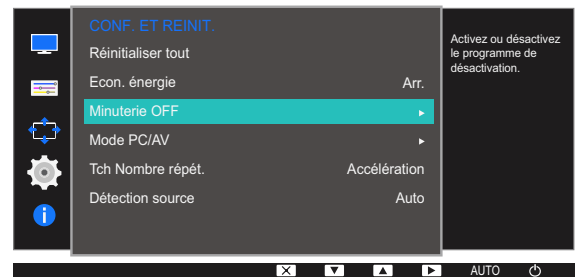 CONF. ET REINIT.
Réinitialiser tout
Econ. énergie Arr.
Minuterie OFF
Mode PC/AV
Tch Nombre répét. Accélération
Détection source Auto
Activez ou désactivez
le programme de
désactivation.
AUTO